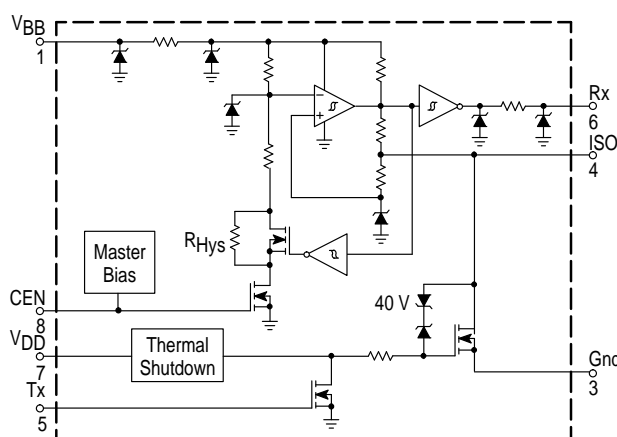 VBB
1
Rx
6
ISO
4
RHys
Master
Bias
CEN
8
40 V
VDD
7
Thermal
Shutdown
Gnd
3
Tx
5